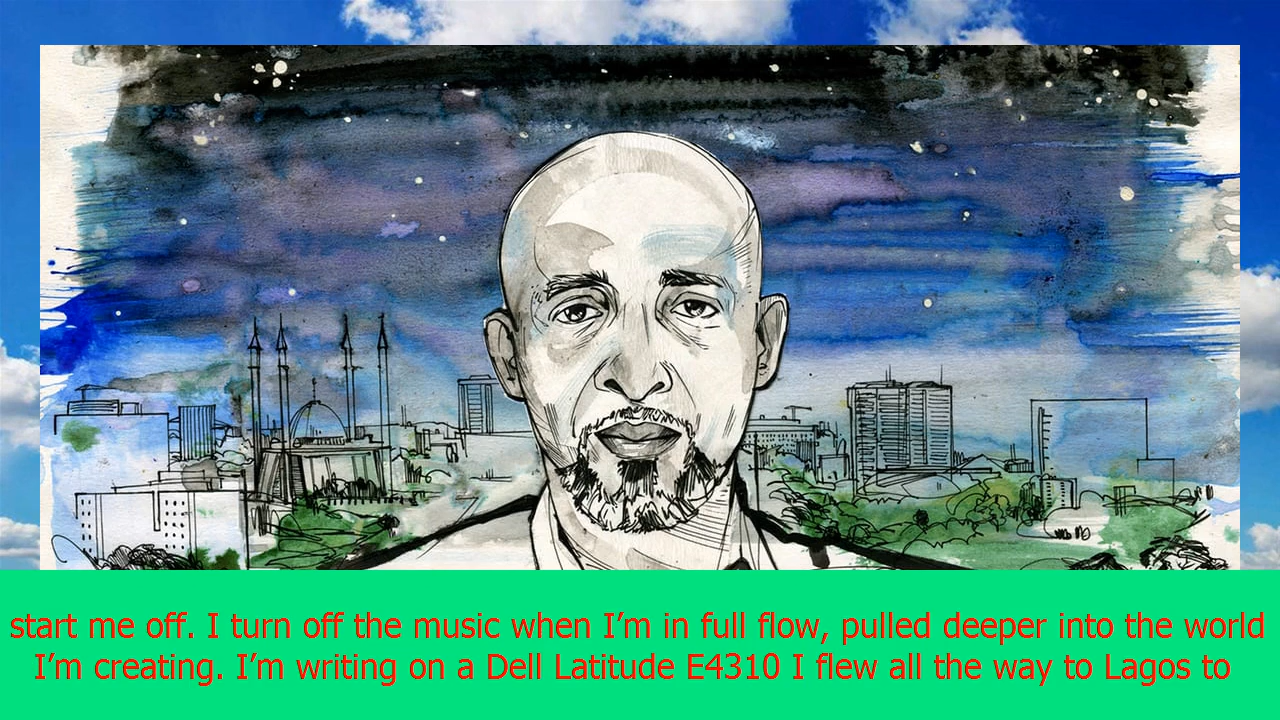 start me off. I turn off the music when I’m in full flow, pulled deeper into the world
I’m creating. I’m writing on a Dell Latitude E4310 I flew all the way to Lagos to